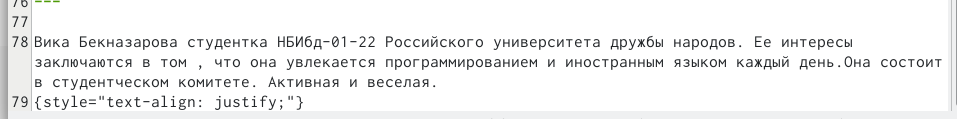 76 ---
77
78 Вика Бекназарова студентка НБИбд-01-22 Российского университета дружбы народов. Ее интересы
заключаются в том , что она увлекается программированием и иностранным языком каждый день.Она состоит
в студентческом комитете. Активная и веселая.
79 {style="text-align: justify;"}